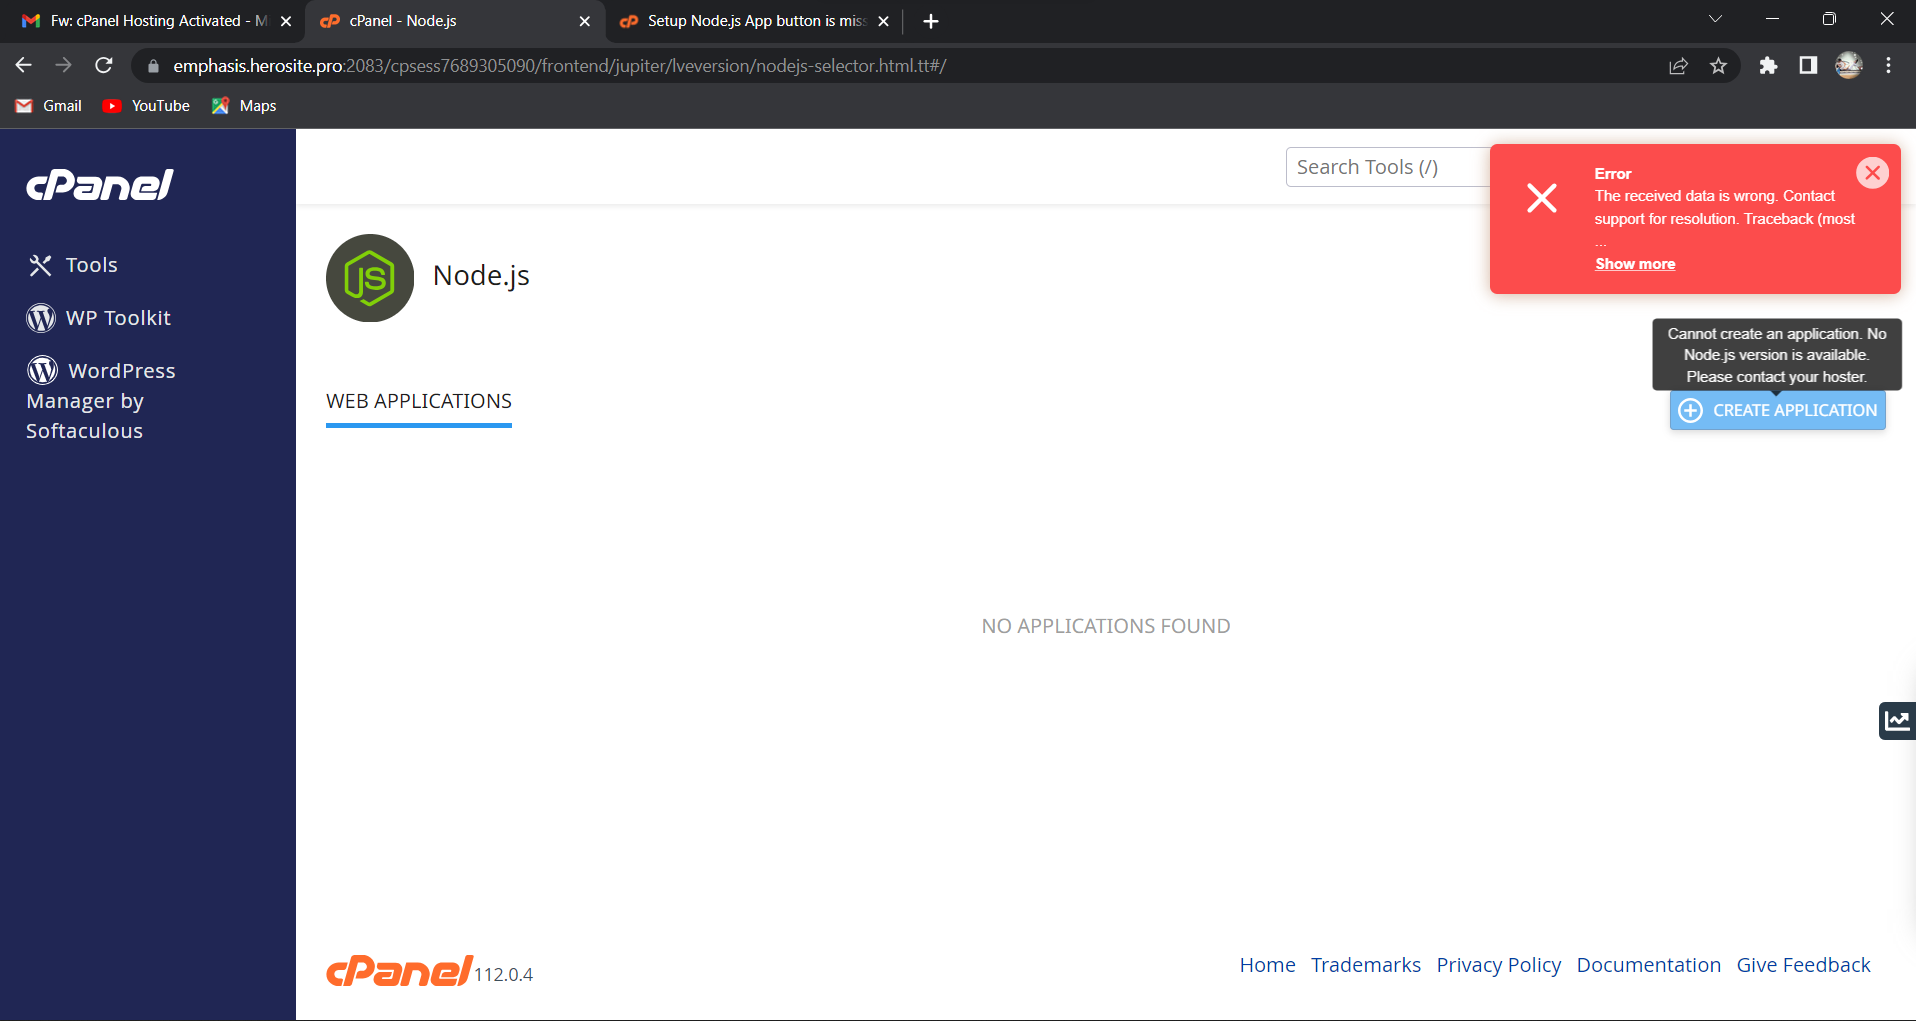 Fw: cPanel Hosting Activated - M
cPanel - Node.js
Setup Node.js App button is miss
emphasis.herosite.pro:2083/cpsess7689305090/frontend/jupiter/lveversion/nodejs-selector.html.tt#/
Gmail
YouTube
Maps
cPanel
Tools
WP Toolkit
WordPress
Manager by
Softaculous
Search Tools (/)
Error
The received data is wrong. Contact
support for resolution. Traceback (most
...
Show more
JS
Node.js
Cannot create an application. No
Node.js version is available.
Please contact your hoster.
WEB APPLICATIONS
CREATE APPLICATION
NO APPLICATIONS FOUND
cPanel 112.0.4
Home Trademarks Privacy Policy Documentation Give Feedback